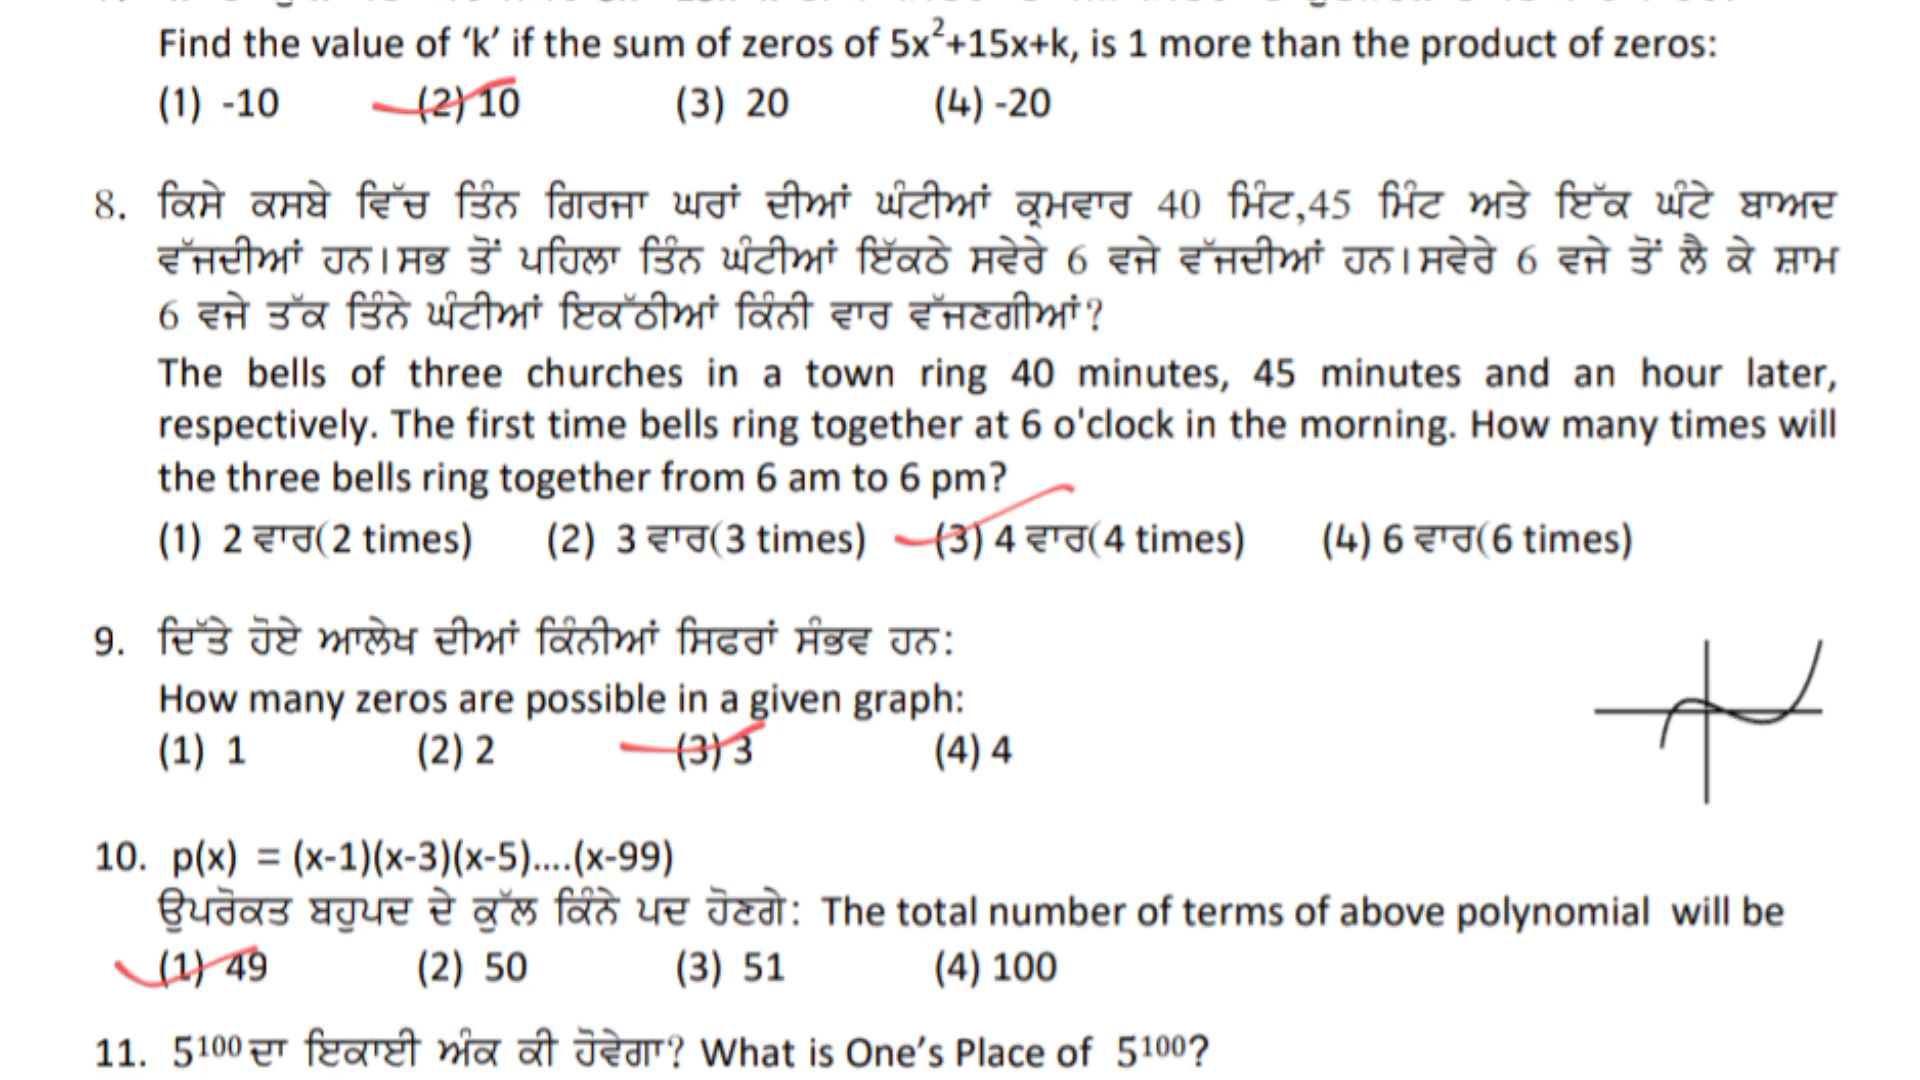 Find the value of ‘k’ if the sum of zeros of 5x²+15x+k, is 1 more than the product of zeros:
(1) -10 (2) 10 (3) 20 (4) -20
8. ਕਿਸੇ ਕਸਬੇ ਵਿੱਚ ਤਿੰਨ ਗਿਰਜਾ ਘਰਾਂ ਦੀਆਂ ਘੰਟੀਆਂ ਕ੍ਰਮਵਾਰ 40 ਮਿੰਟ,45 ਮਿੰਟ ਅਤੇ ਇੱਕ ਘੰਟੇ ਬਾਅਦ
ਵੱਜਦੀਆਂ ਹਨ।ਸਭ ਤੋਂ ਪਹਿਲਾ ਤਿੰਨ ਘੰਟੀਆਂ ਇੱਕਠੇ ਸਵੇਰੇ 6 ਵਜੇ ਵੱਜਦੀਆਂ ਹਨ।ਸਵੇਰੇ 6 ਵਜੇ ਤੋਂ ਲੈ ਕੇ ਸ਼ਾਮ
6 ਵਜੇ ਤੱਕ ਤਿੰਨੇ ਘੰਟੀਆਂ ਇਕੱਠੀਆਂ ਕਿੰਨੀ ਵਾਰ ਵੱਜਣਗੀਆਂ?
The bells of three churches in a town ring 40 minutes, 45 minutes and an hour later,
respectively. The first time bells ring together at 6 o'clock in the morning. How many times will
the three bells ring together from 6 am to 6 pm?
(1) 2 ਵਾਰ(2 times) (2) 3 ਵਾਰ(3 times) (3) 4 ਵਾਰ(4 times) (4) 6 ਵਾਰ(6 times)
9. ਦਿੱਤੇ ਹੋਏ ਆਲੇਖ ਦੀਆਂ ਕਿੰਨੀਆਂ ਸਿਫਰਾਂ ਸੰਭਵ ਹਨ:
How many zeros are possible in a given graph:
(1) 1 (2) 2 (3) 3 (4) 4
10. p(x) = (x-1)(x-3)(x-5)....(x-99)
ਉਪਰੋਕਤ ਬਹੁਪਦ ਦੇ ਕੁੱਲ ਕਿੰਨੇ ਪਦ ਹੋਣਗੇ: The total number of terms of above polynomial will be
(1) 49 (2) 50 (3) 51 (4) 100
11. 5¹⁰⁰ ਦਾ ਇਕਾਈ ਅੰਕ ਕੀ ਹੋਵੇਗਾ? What is One’s Place of 5¹⁰⁰?